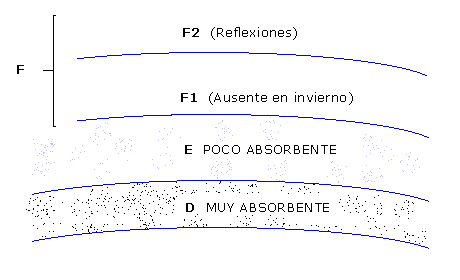 F2 (Reflexiones)
F
F1 (Ausente en invierno)
E POCO ABSORBENTE
D MUY ABSORBENTE